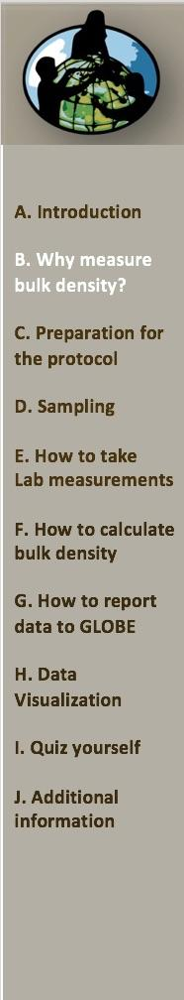 A. Introduction
B. Why measure
bulk density?
C. Preparation for
the protocol
D. Sampling
E. How to take
Lab measurements
F. How to calculate
bulk density
G. How to report
data to GLOBE
H. Data
Visualization
I. Quiz yourself
J. Additional
information